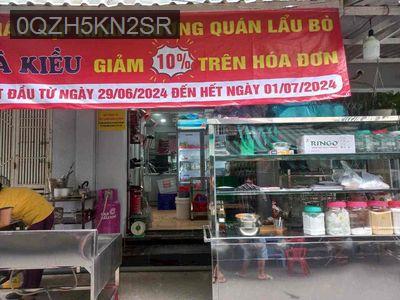 0QZH5KN2SR
NG QUÁN LẨU BÒ
À KIỀU GIẢM 10% TRÊN HÓA ĐƠN
T ĐẦU TỪ NGÀY 29/06/2024 ĐẾN HẾT NGÀY 01/07/2024
RINGO